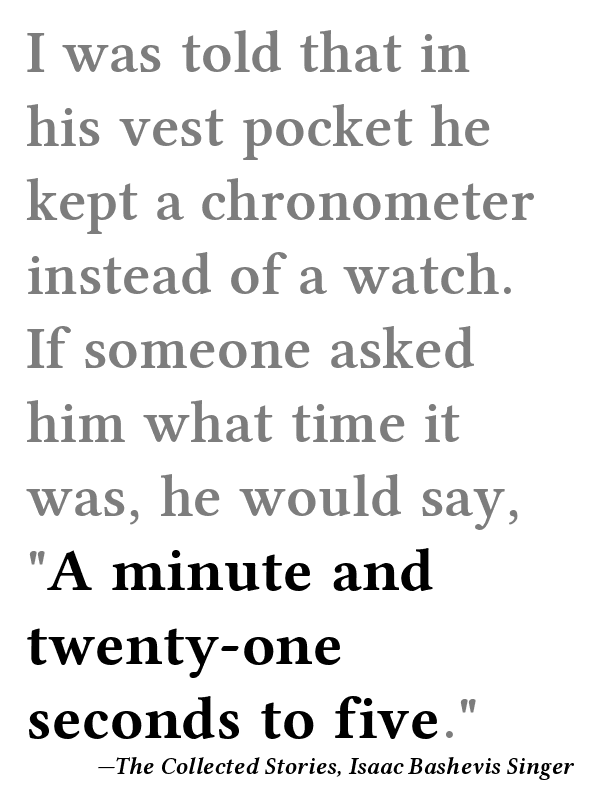 I was told that in
his vest pocket he
kept a chronometer
instead of a watch.
If someone asked
him what time it
was, he would say,
"A minute and
twenty-one
seconds to five."
—The Collected Stories, Isaac Bashevis Singer